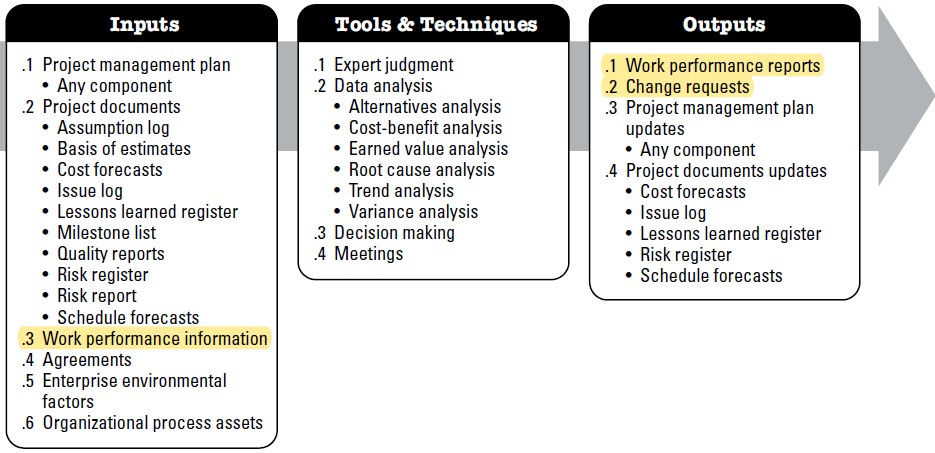 Inputs
.1 Project management plan
• Any component
.2 Project documents
• Assumption log
• Basis of estimates
• Cost forecasts
• Issue log
• Lessons learned register
• Milestone list
• Quality reports
• Risk register
• Risk report
• Schedule forecasts
.3 Work performance information
.4 Agreements
.5 Enterprise environmental
factors
.6 Organizational process assets
Tools & Techniques
.1 Expert judgment
.2 Data analysis
• Alternatives analysis
• Cost-benefit analysis
• Earned value analysis
• Root cause analysis
• Trend analysis
• Variance analysis
.3 Decision making
.4 Meetings
Outputs
.1 Work performance reports
.2 Change requests
.3 Project management plan
updates
• Any component
.4 Project documents updates
• Cost forecasts
• Issue log
• Lessons learned register
• Risk register
• Schedule forecasts